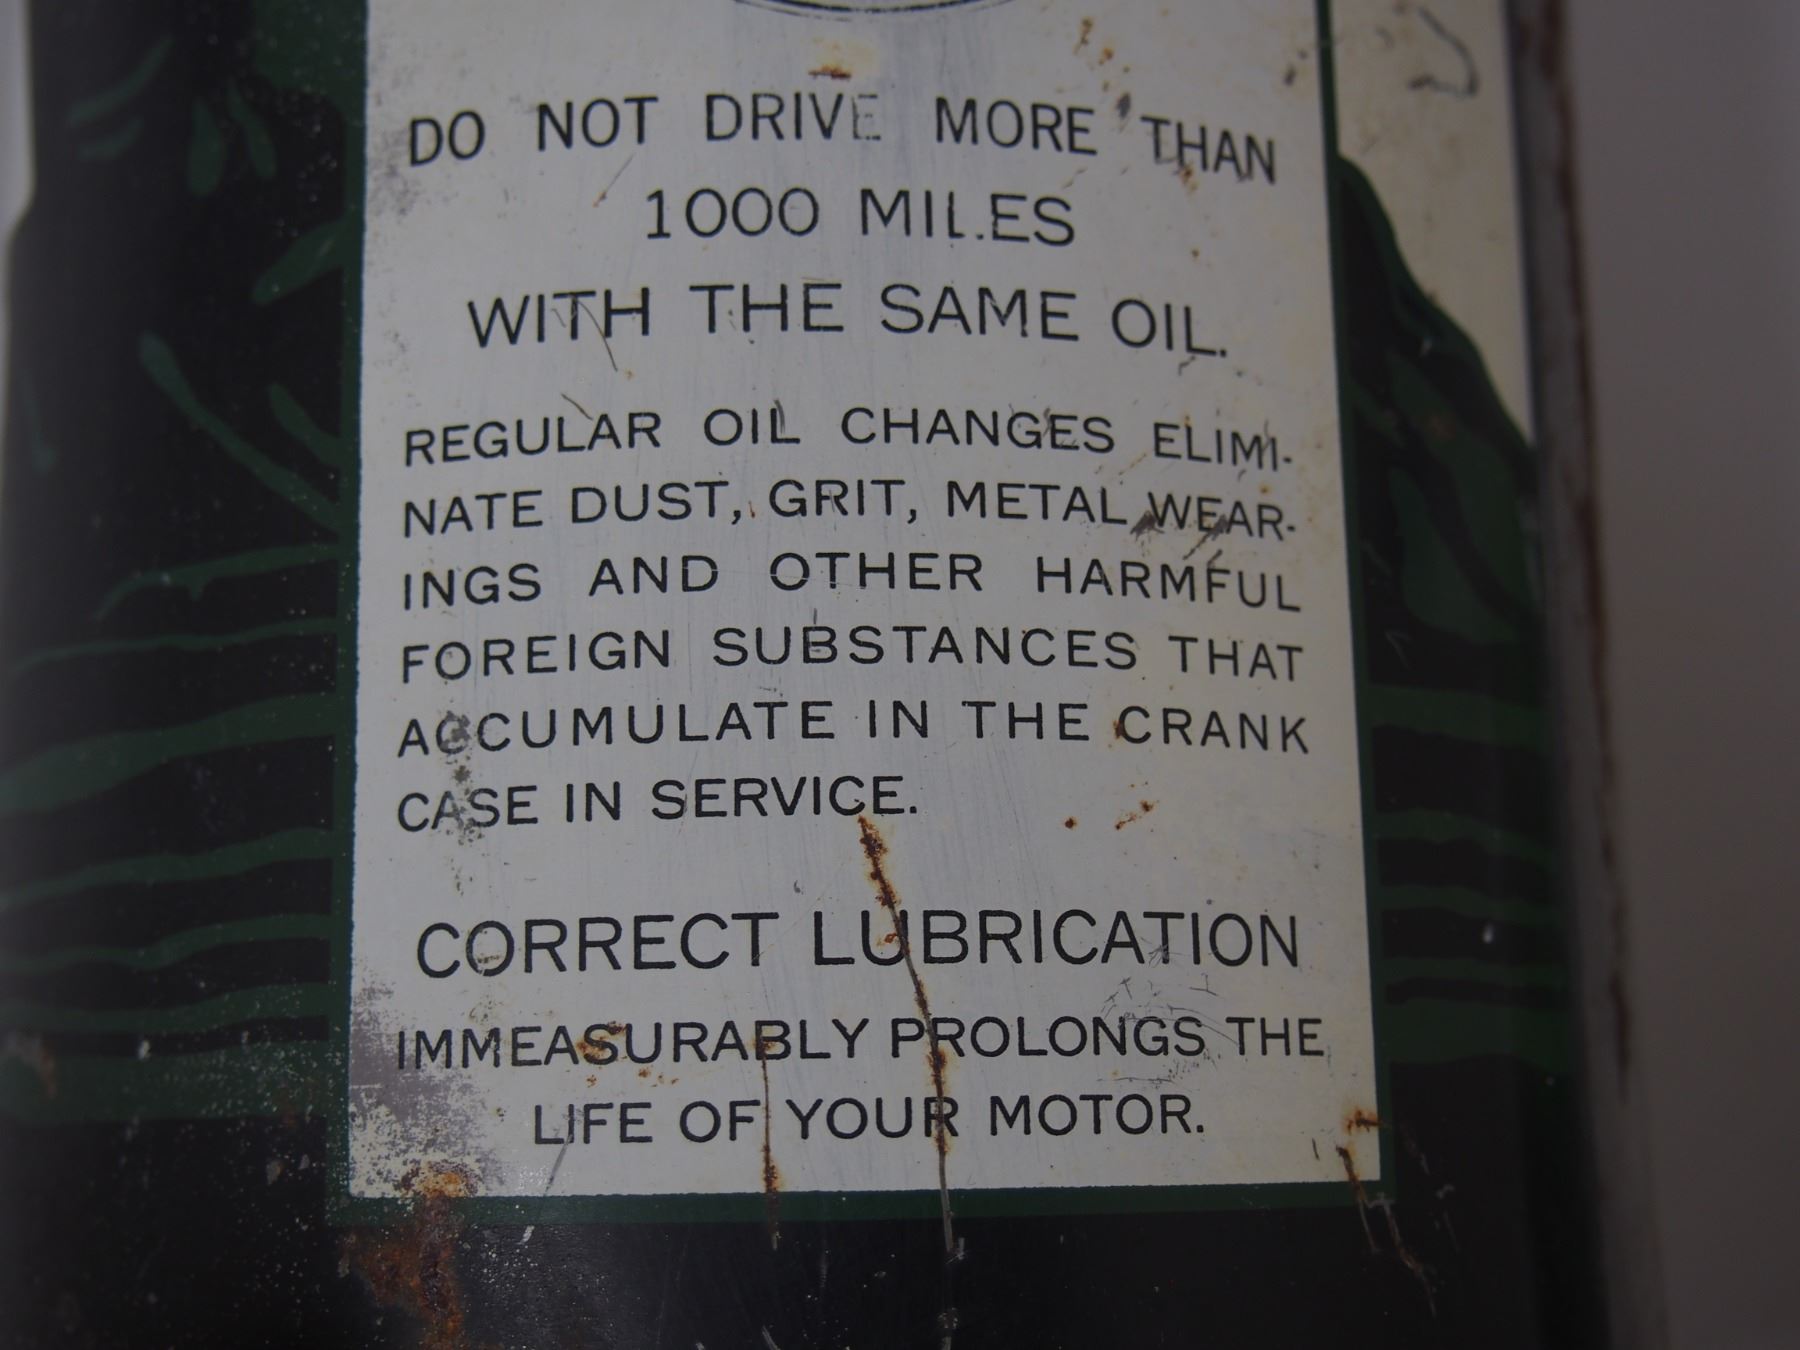 DO NOT DRIVE MORE THAN
1000 MILES
WITH THE SAME OIL.
REGULAR OIL CHANGES ELIMI-
NATE DUST, GRIT, METAL WEAR-
INGS AND OTHER HARMFUL
FOREIGN SUBSTANCES THAT
ACCUMULATE IN THE CRANK
CASE IN SERVICE.
CORRECT LUBRICATION
IMMEASURABLY PROLONGS THE
LIFE OF YOUR MOTOR.